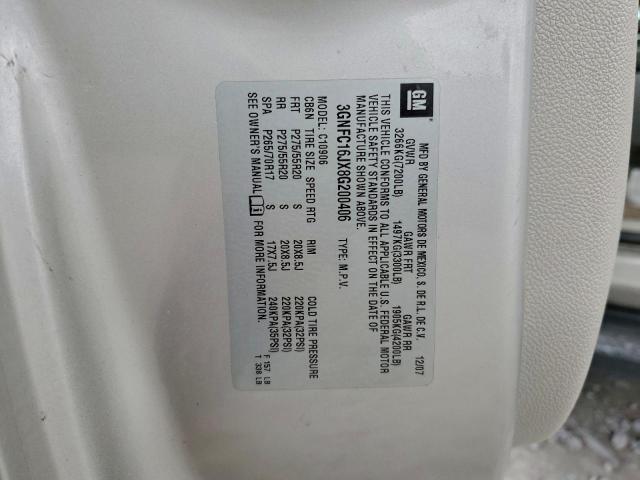 GM
MFD BY GENERAL MOTORS DE MEXICO, S. DE R.L. DE C.V. 12/07
GVWR GAWR FRT GAWR RR
3266KG(7200LB) 1497KG(3300LB) 1905KG(4200LB)
THIS VEHICLE CONFORMS TO ALL APPLICABLE U.S. FEDERAL MOTOR
VEHICLE SAFETY STANDARDS IN EFFECT ON THE DATE OF
MANUFACTURE SHOWN ABOVE.
3GNFC16JX8G200406 TYPE: M.P.V.
MODEL: C10906
CB6N TIRE SIZE SPEED RTG RIM COLD TIRE PRESSURE
FRT P275/55R20 S 20X8.5J 220KPA(32PSI)
RR P275/55R20 S 20X8.5J 220KPA(32PSI)
SPA P265/70R17 S 17X7.5J 240KPA(35PSI)
SEE OWNER'S MANUAL FOR MORE INFORMATION.
F 157 LB
T 338 LB